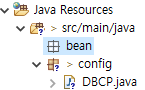 Java Resources
src/main/java
bean
config
DBCP.java